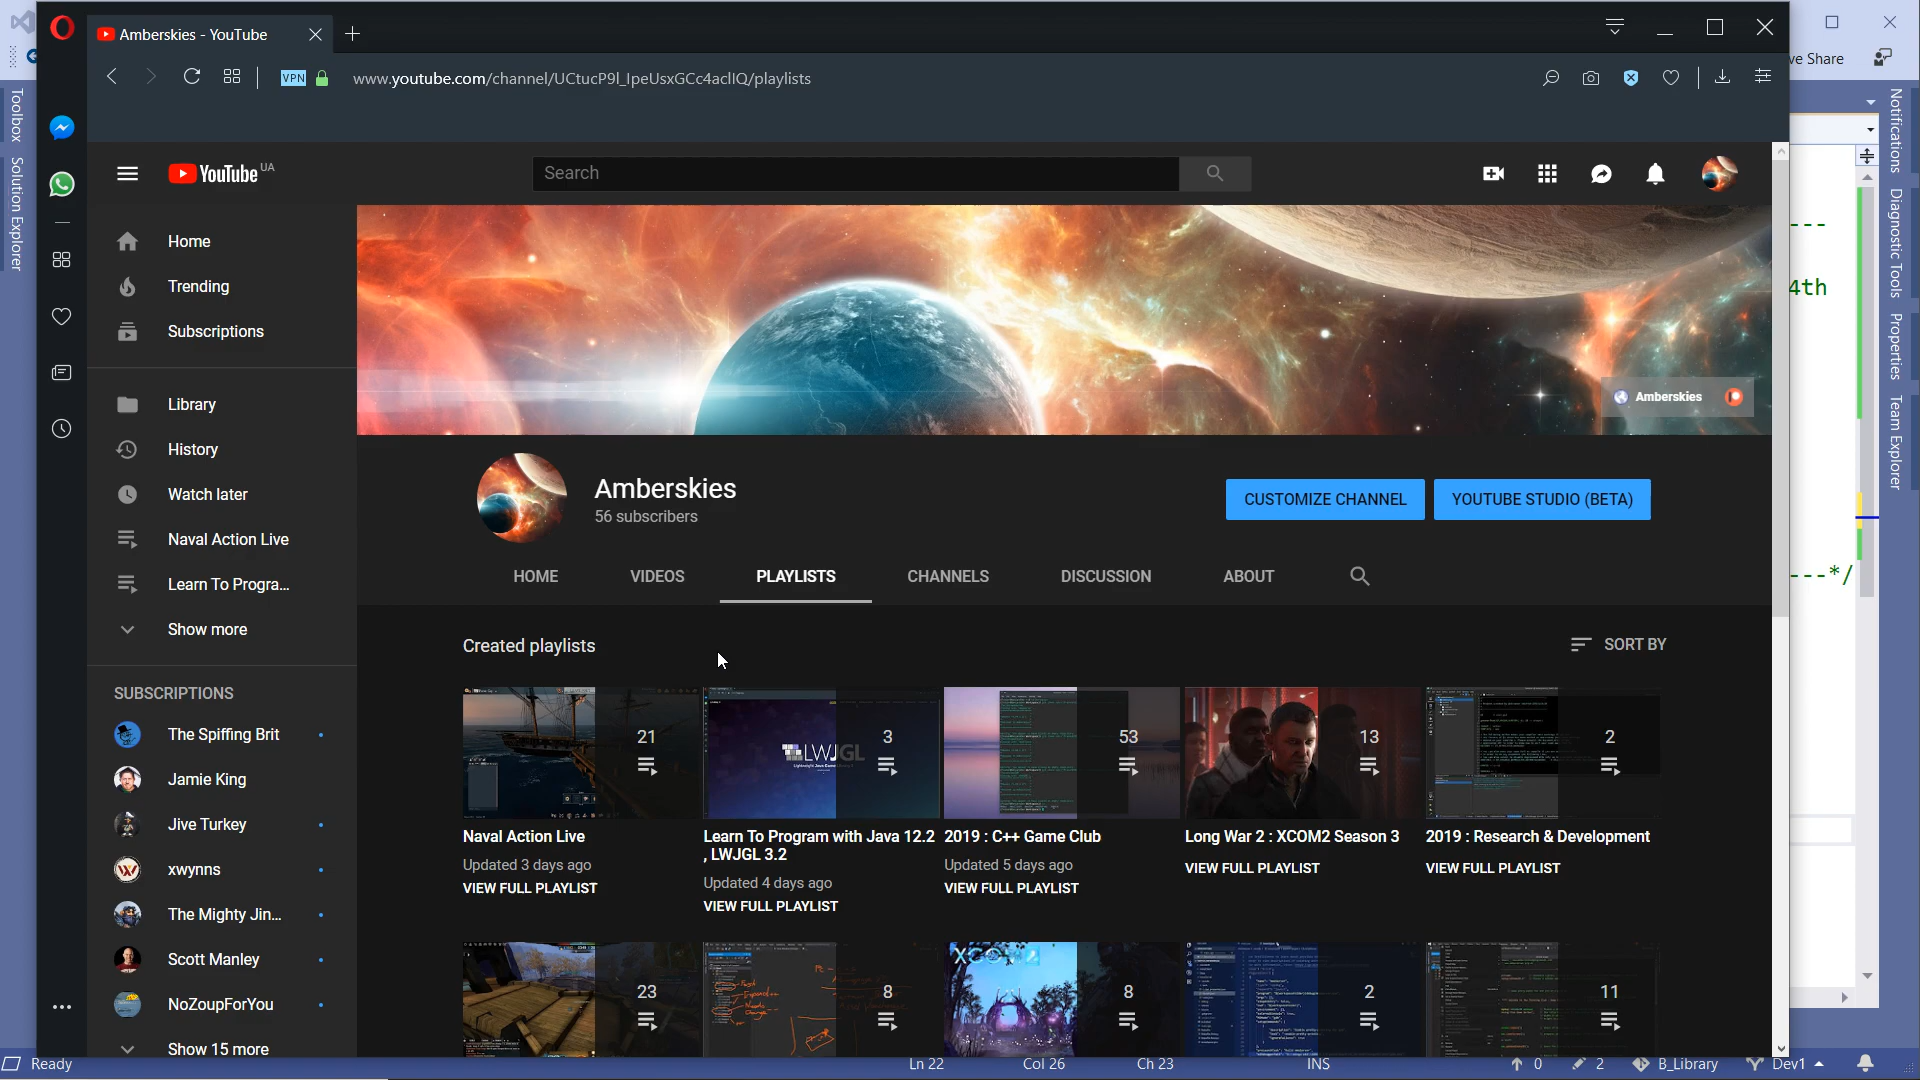 Amberskies - YouTube
VPN
www.youtube.com/channel/UCtucP9l_IpeUsxGCc4aclIQ/playlists
ve Share
Toolbox
Solution Explorer
Notifications
Diagnostic Tools
Properties
Team Explorer
YouTube UA
Search
Home
Trending
Subscriptions
Library
History
Watch later
Naval Action Live
Learn To Progra...
Show more
SUBSCRIPTIONS
The Spiffing Brit
Jamie King
Jive Turkey
xwynns
The Mighty Jin...
Scott Manley
NoZoupForYou
Show 15 more
Amberskies
Amberskies
56 subscribers
CUSTOMIZE CHANNEL
YOUTUBE STUDIO (BETA)
HOME
VIDEOS
PLAYLISTS
CHANNELS
DISCUSSION
ABOUT
Created playlists
SORT BY
21
LWJGL
3
53
13
2
Naval Action Live
Updated 3 days ago
VIEW FULL PLAYLIST
Learn To Program with Java 12.2
, LWJGL 3.2
Updated 4 days ago
VIEW FULL PLAYLIST
2019 : C++ Game Club
Updated 5 days ago
VIEW FULL PLAYLIST
Long War 2 : XCOM2 Season 3
VIEW FULL PLAYLIST
2019 : Research & Development
VIEW FULL PLAYLIST
23
8
XCOM 2
8
2
11
---
4th
---*/
Ready
Ln 22
Col 26
Ch 23
INS
0
2
B_Library
Dev1